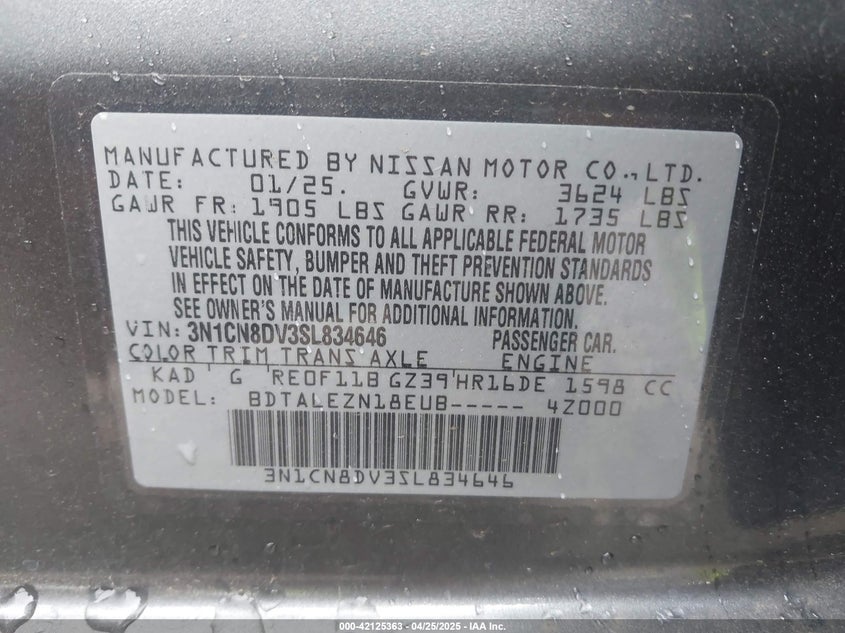 MANUFACTURED BY NISSAN MOTOR CO., LTD.
DATE: 01/25. GVWR: 3624 LBS
GAWR FR: 1905 LBS GAWR RR: 1735 LBS
THIS VEHICLE CONFORMS TO ALL APPLICABLE FEDERAL MOTOR
VEHICLE SAFETY, BUMPER AND THEFT PREVENTION STANDARDS
IN EFFECT ON THE DATE OF MANUFACTURE SHOWN ABOVE.
SEE OWNER'S MANUAL FOR ADDITIONAL INFORMATION.
VIN: 3N1CN8DV3SL834646 PASSENGER CAR.
COLOR TRIM TRANS AXLE ENGINE
KAD G RE0F11B GZ39 HR16DE 1598 CC
MODEL: BDTALEZN18EUB----- 4Z000
3N1CN8DV3SL834646
000-42125363 - 04/25/2025 - IAA Inc.